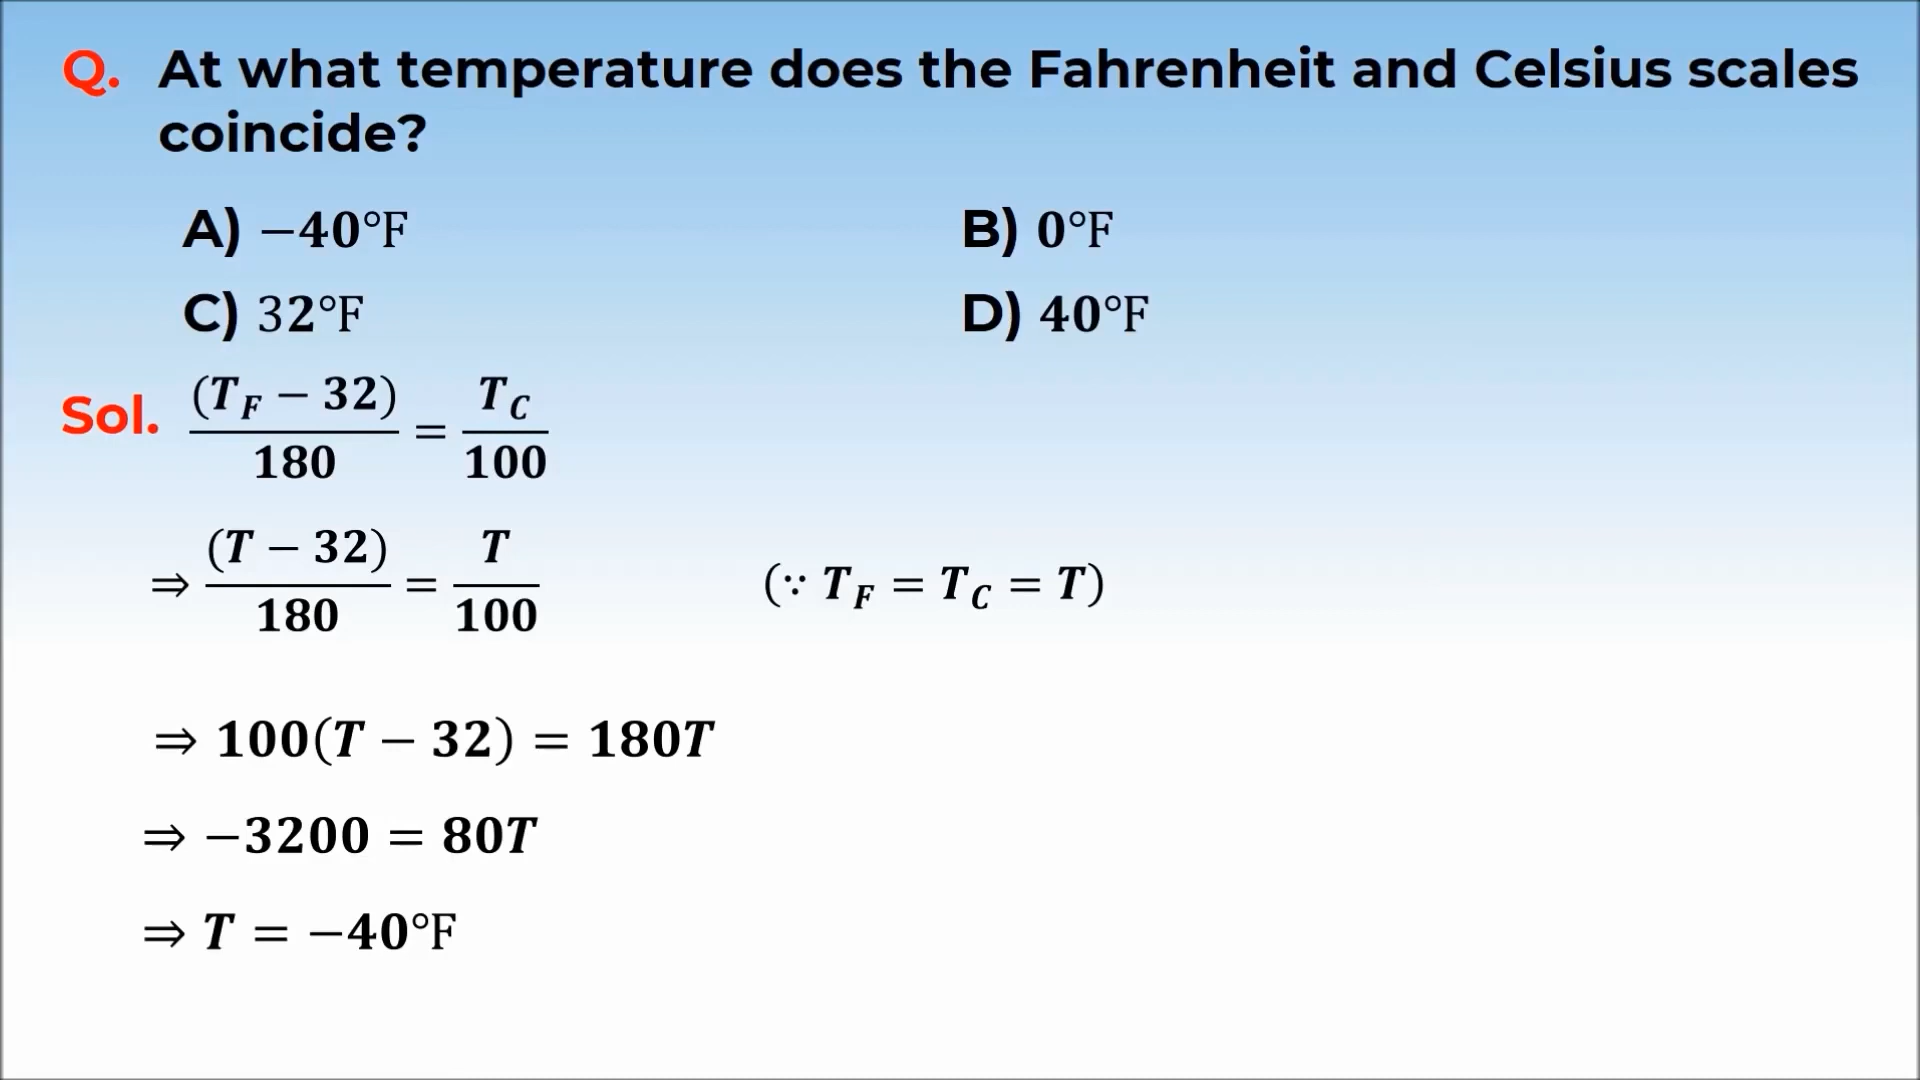 Q. At what temperature does the Fahrenheit and Celsius scales
coincide?
A) −40°F B) 0°F
C) 32°F D) 40°F
Sol. (T_F − 32)/180 = T_C/100
⇒ (T − 32)/180 = T/100 (∵ T_F = T_C = T)
⇒ 100(T − 32) = 180T
⇒ −3200 = 80T
⇒ T = −40°F